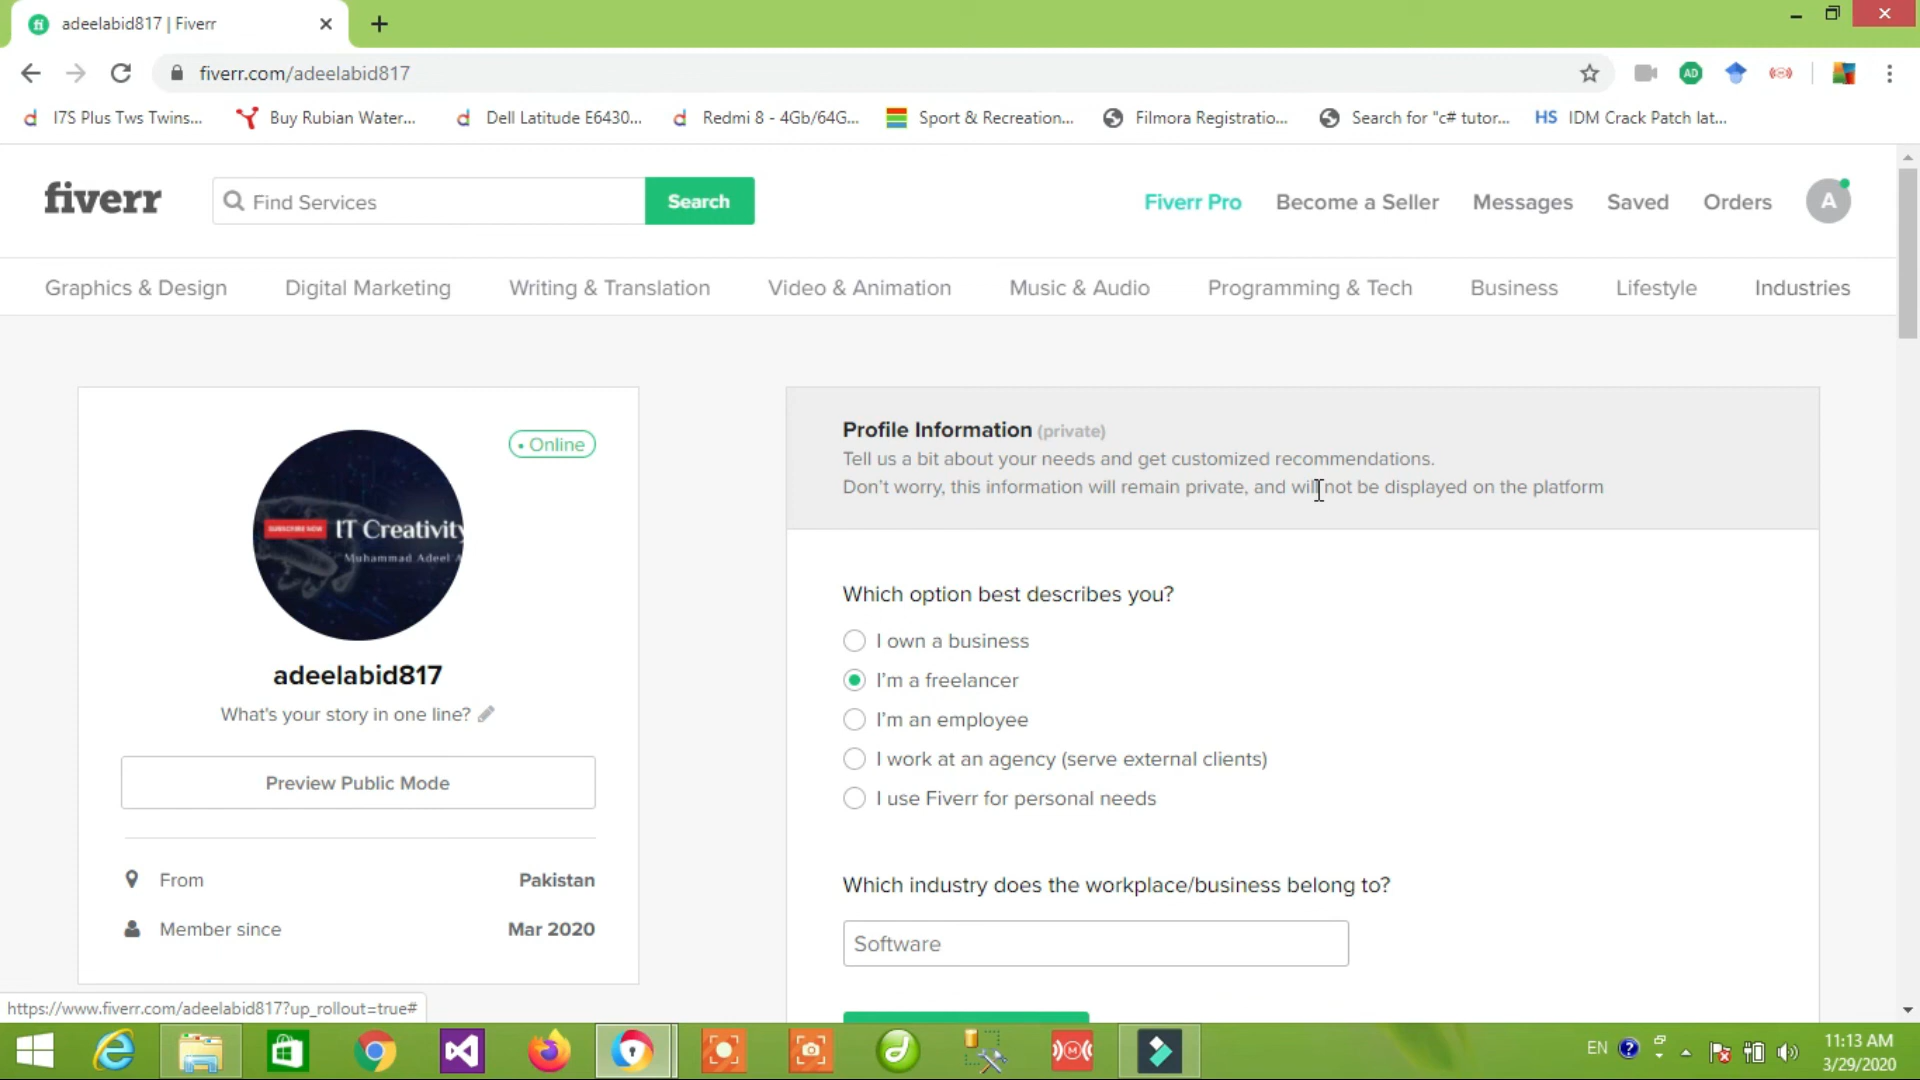 adeelabid817 | Fiverr
fiverr.com/adeelabid817
I7S Plus Tws Twins...
Buy Rubian Water...
Dell Latitude E6430...
Redmi 8 - 4Gb/64G...
Sport & Recreation...
Filmora Registratio...
Search for "c# tutor...
HS IDM Crack Patch lat...
fiverr
Find Services
Search
Fiverr Pro
Become a Seller
Messages
Saved
Orders
A
Graphics & Design
Digital Marketing
Writing & Translation
Video & Animation
Music & Audio
Programming & Tech
Business
Lifestyle
Industries
• Online
SUBSCRIBE NOW
IT Creativity
Muhammad Adeel A
adeelabid817
What's your story in one line?
Preview Public Mode
From Pakistan
Member since Mar 2020
Profile Information (private)
Tell us a bit about your needs and get customized recommendations.
Don't worry, this information will remain private, and will not be displayed on the platform
Which option best describes you?
I own a business
I'm a freelancer
I'm an employee
I work at an agency (serve external clients)
I use Fiverr for personal needs
Which industry does the workplace/business belong to?
Software
https://www.fiverr.com/adeelabid817?up_rollout=true#
EN
11:13 AM
3/29/2020